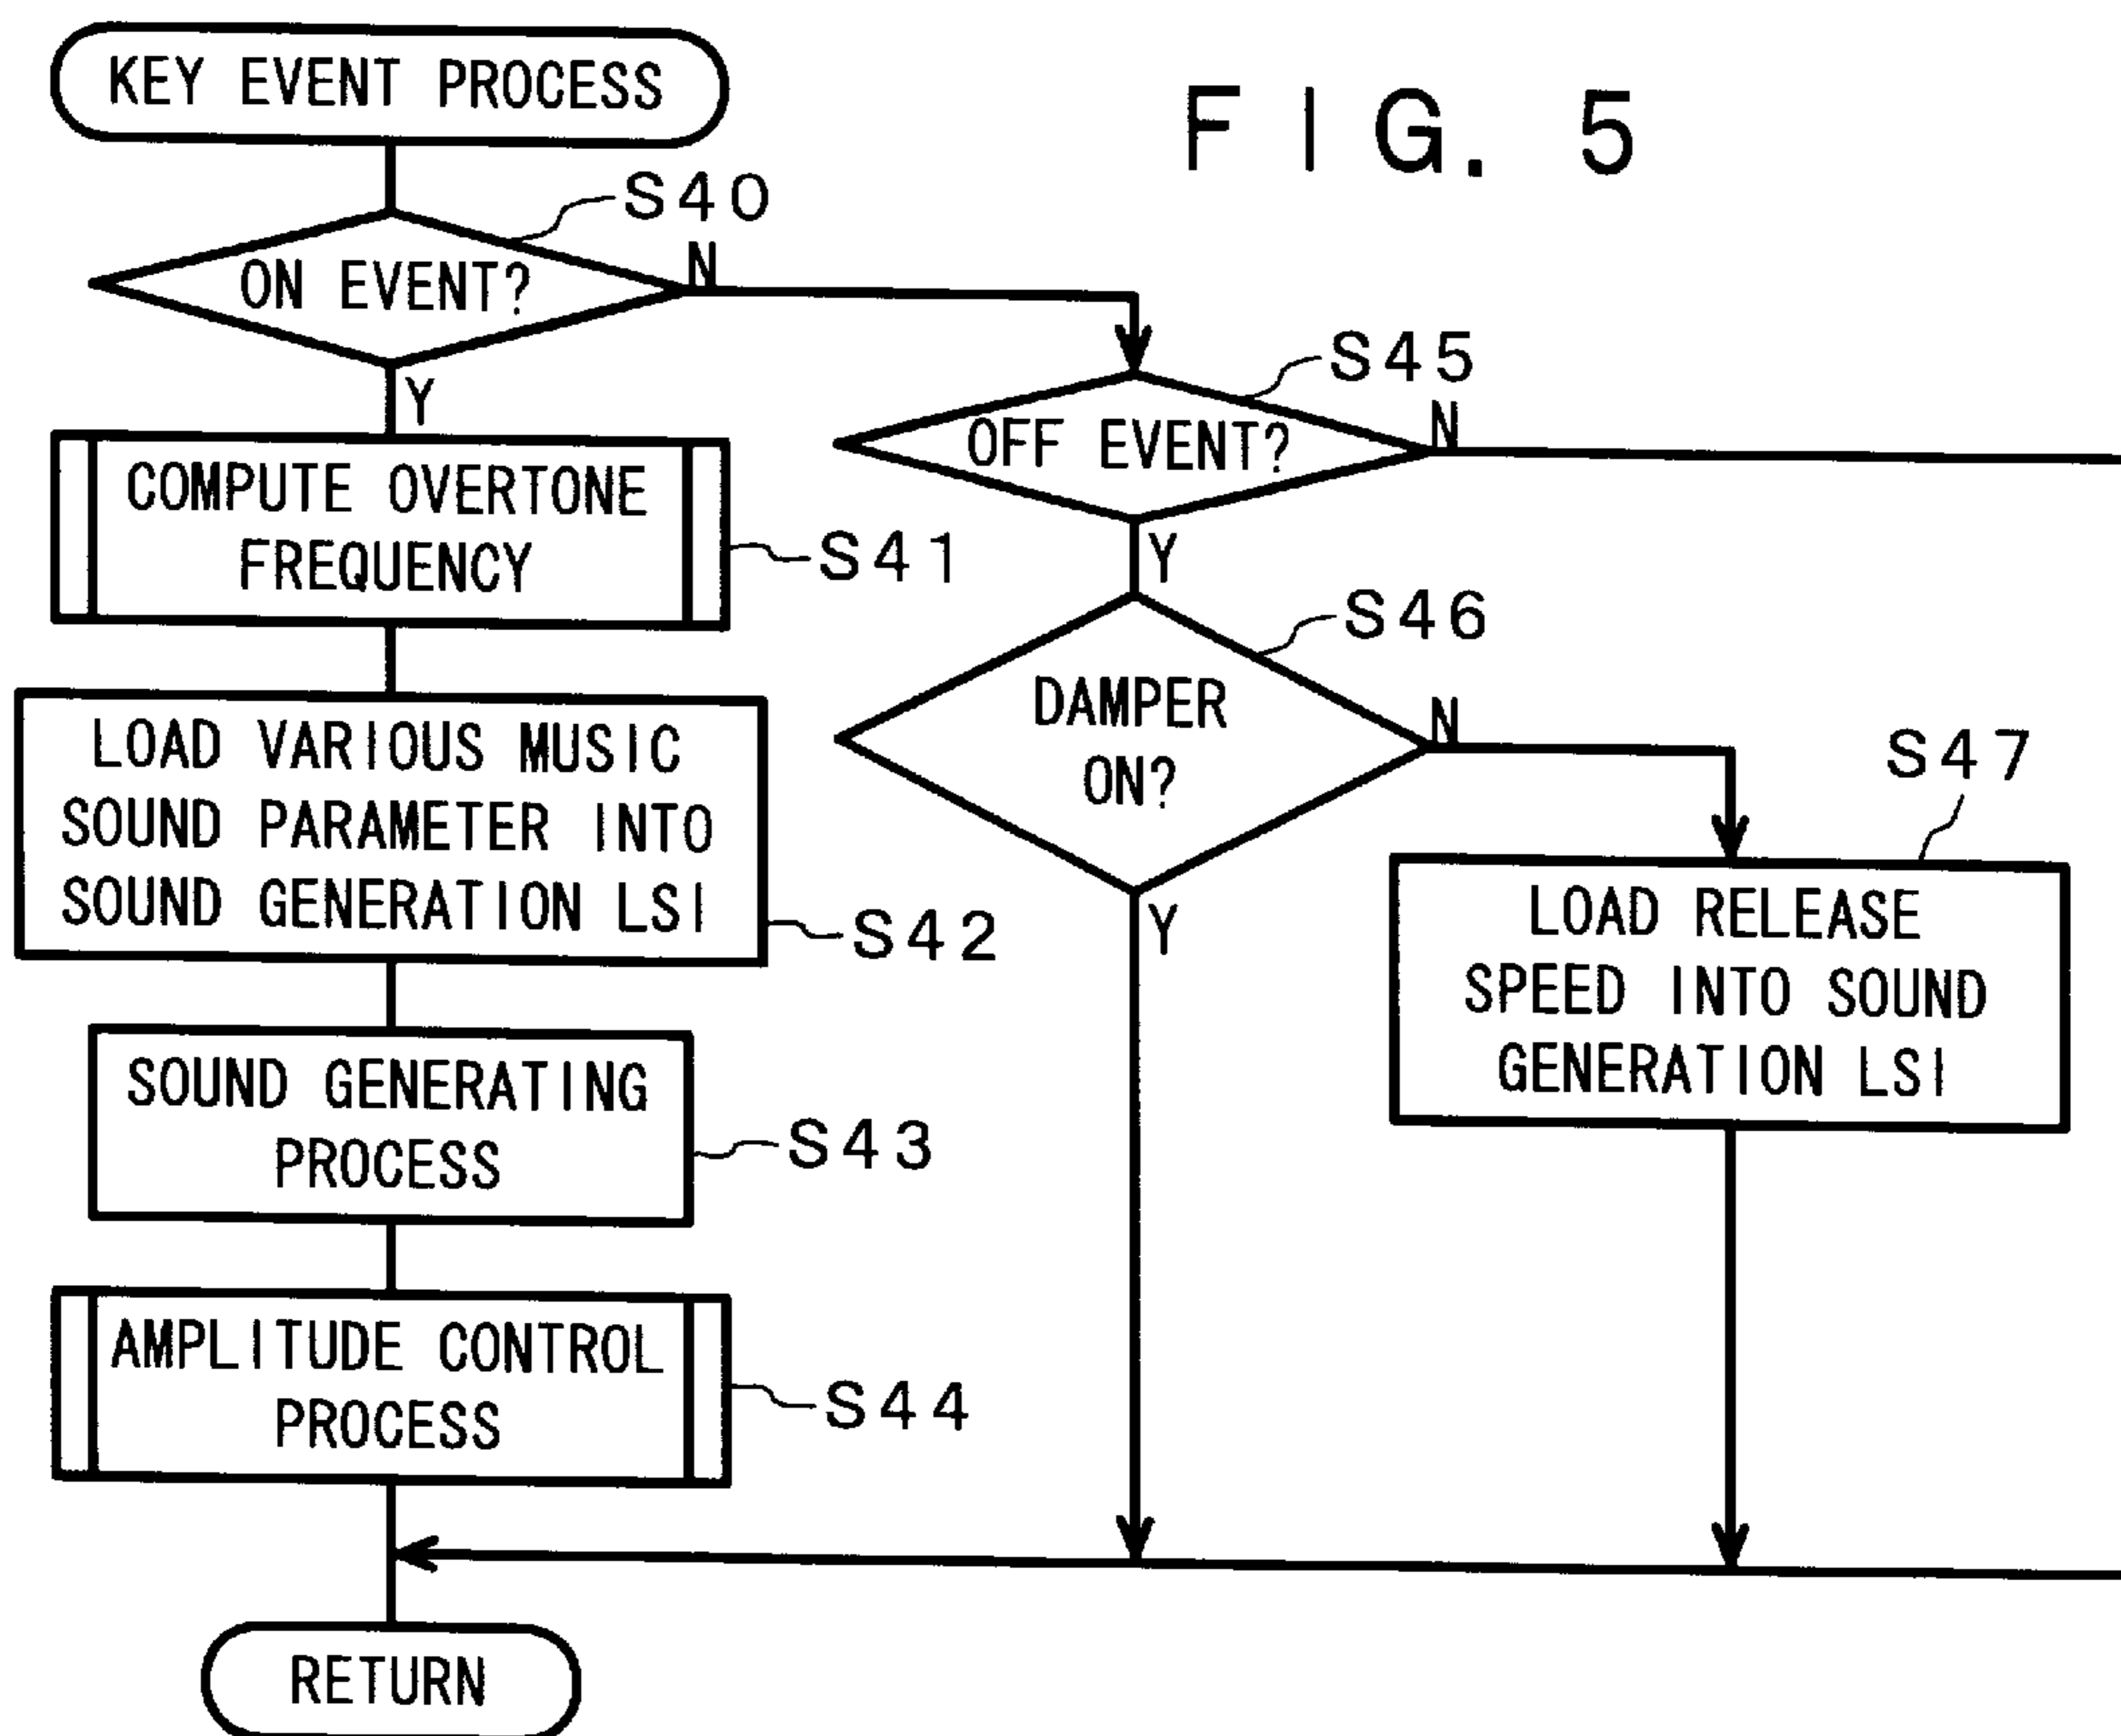 KEY EVENT PROCESS
FIG. 5
S40
ON EVENT?
N
Y
COMPUTE OVERTONE
FREQUENCY
S41
LOAD VARIOUS MUSIC
SOUND PARAMETER INTO
SOUND GENERATION LSI
S42
SOUND GENERATING
PROCESS
S43
AMPLITUDE CONTROL
PROCESS
S44
RETURN
S45
OFF EVENT?
N
Y
S46
DAMPER
ON?
N
Y
S47
LOAD RELEASE
SPEED INTO SOUND
GENERATION LSI